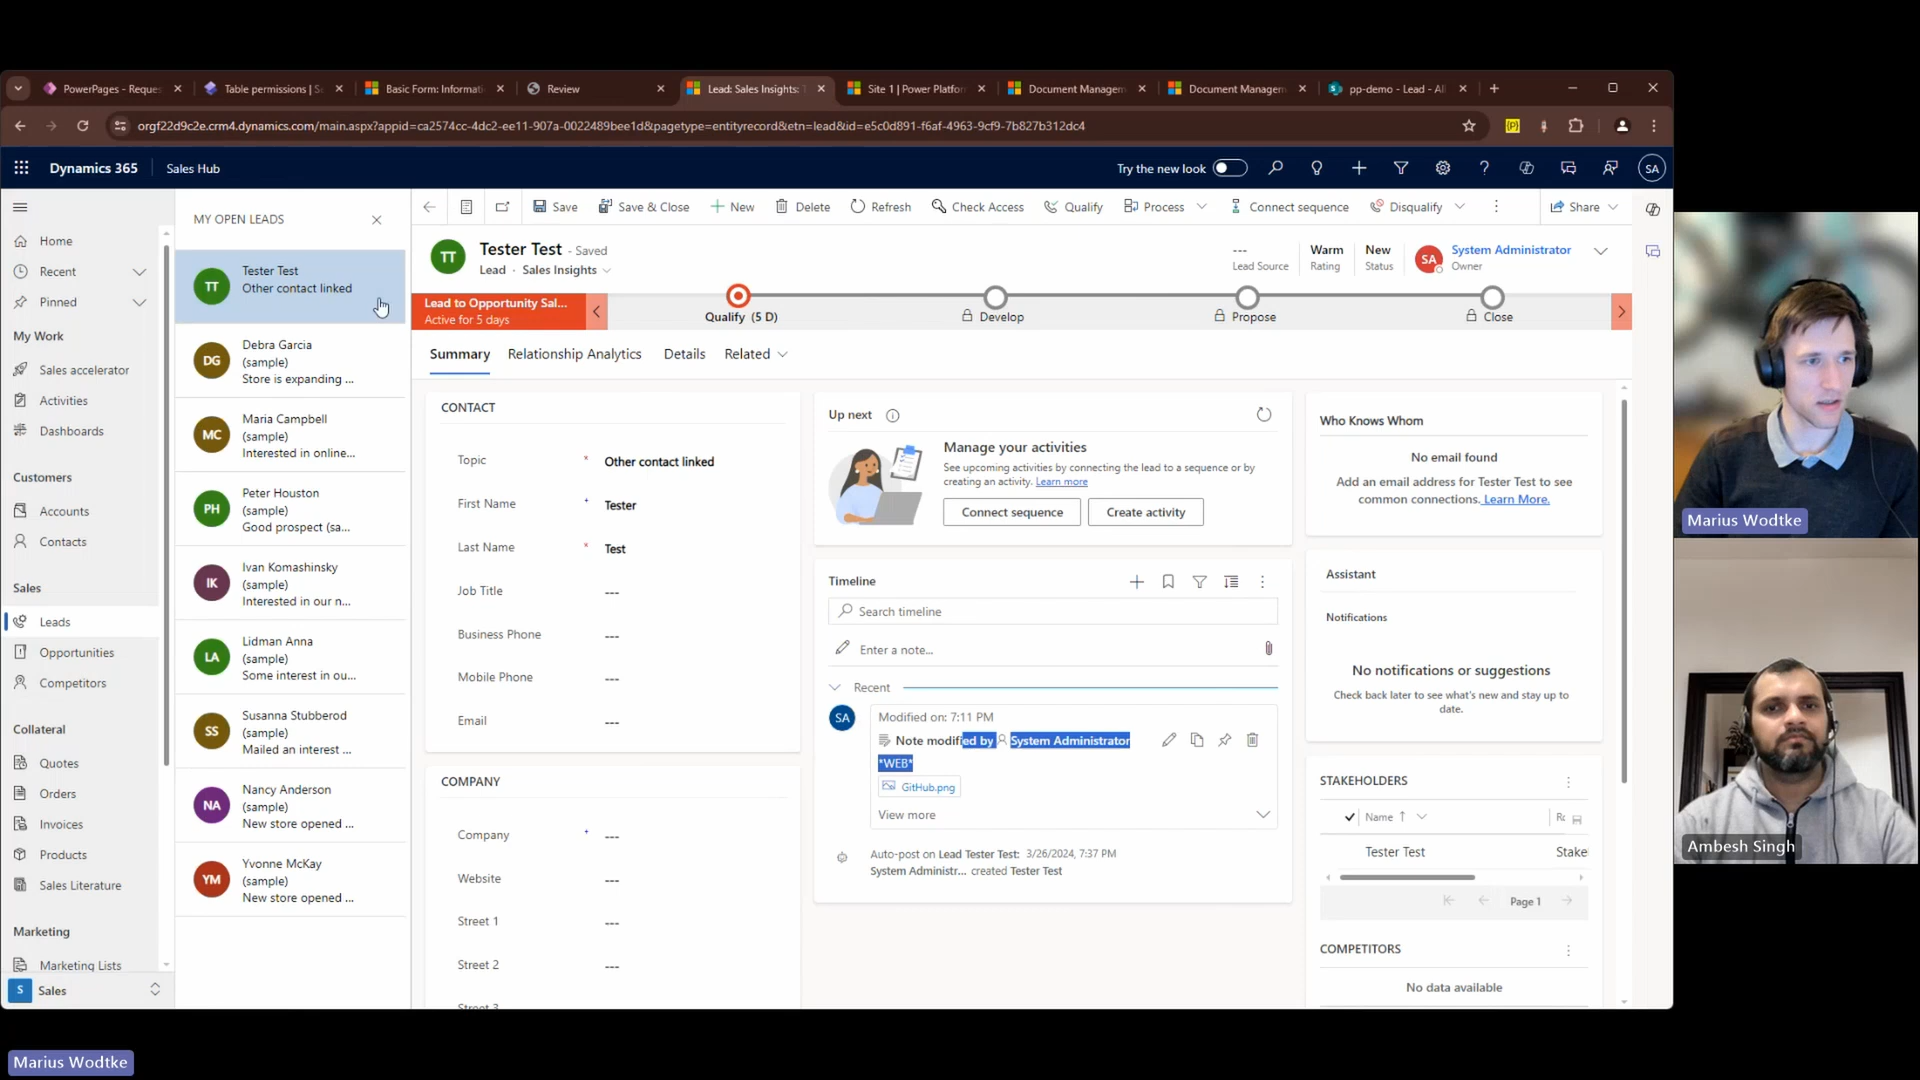 PowerPages - Reques
Table permissions | S
Basic Form: Informati
Review
Lead: Sales Insights: T
Site 1 | Power Platfor
Document Managem
Document Managem
pp-demo - Lead - Al
orgf22d9c2e.crm4.dynamics.com/main.aspx?appid=ca2574cc-4dc2-ee11-907a-0022489bee1d&pagetype=entityrecord&etn=lead&id=e5c0d891-f6af-4963-9cf9-7b827b312dc4
Dynamics 365
Sales Hub
Try the new look
SA
Home
Recent
Pinned
My Work
Sales accelerator
Activities
Dashboards
Customers
Accounts
Contacts
Sales
Leads
Opportunities
Competitors
Collateral
Quotes
Orders
Invoices
Products
Sales Literature
Marketing
Marketing Lists
S Sales
MY OPEN LEADS
TT
Tester Test
Other contact linked
DG
Debra Garcia
(sample)
Store is expanding ...
MC
Maria Campbell
(sample)
Interested in online...
PH
Peter Houston
(sample)
Good prospect (sa...
IK
Ivan Komashinsky
(sample)
Interested in our n...
LA
Lidman Anna
(sample)
Some interest in ou...
SS
Susanna Stubberod
(sample)
Mailed an interest ...
NA
Nancy Anderson
(sample)
New store opened ...
YM
Yvonne McKay
(sample)
New store opened ...
Save
Save & Close
New
Delete
Refresh
Check Access
Qualify
Process
Connect sequence
Disqualify
Share
TT
Tester Test - Saved
Lead · Sales Insights
---
Lead Source
Warm
Rating
New
Status
SA
System Administrator
Owner
Lead to Opportunity Sal...
Active for 5 days
Qualify (5 D)
Develop
Propose
Close
Summary
Relationship Analytics
Details
Related
CONTACT
Topic * Other contact linked
First Name + Tester
Last Name * Test
Job Title ---
Business Phone ---
Mobile Phone ---
Email ---
COMPANY
Company + ---
Website ---
Street 1 ---
Street 2 ---
Street 3
Up next
Manage your activities
See upcoming activities by connecting the lead to a sequence or by
creating an activity. Learn more
Connect sequence
Create activity
Timeline
Search timeline
Enter a note...
Recent
SA
Modified on: 7:11 PM
Note modified by System Administrator
*WEB*
GitHub.png
View more
Auto-post on Lead Tester Test: 3/26/2024, 7:37 PM
System Administr... created Tester Test
Who Knows Whom
No email found
Add an email address for Tester Test to see
common connections. Learn More.
Assistant
Notifications
No notifications or suggestions
Check back later to see what's new and stay up to
date.
STAKEHOLDERS
Name ↑
Tester Test
Stake
Page 1
COMPETITORS
No data available
Marius Wodtke
Ambesh Singh
Marius Wodtke